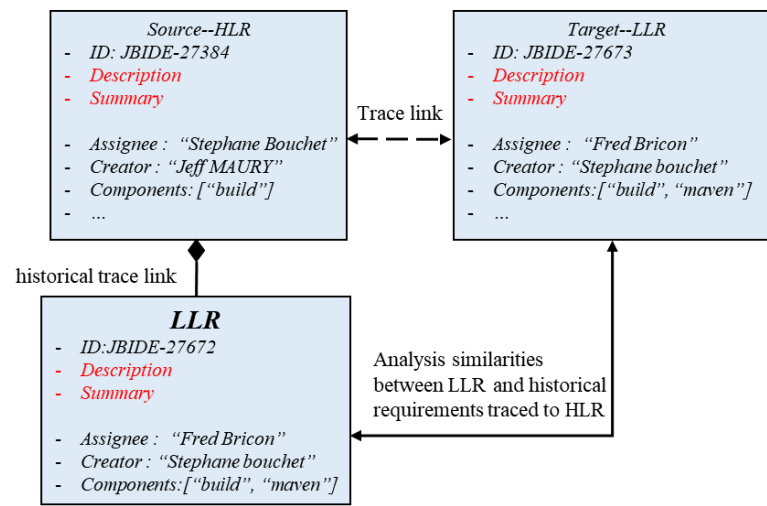 Source--HLR
- ID: JBIDE-27384
- Description
- Summary
- Assignee : “Stephane Bouchet”
- Creator : “Jeff MAURY”
- Components: [“build”]
- ...
Trace link
Target--LLR
- ID: JBIDE-27673
- Description
- Summary
- Assignee : “Fred Bricon”
- Creator : “Stephane bouchet”
- Components:[“build”, “maven”]
- ...
historical trace link
LLR
- ID:JBIDE-27672
- Description
- Summary
- Assignee : “Fred Bricon”
- Creator : “Stephane bouchet”
- Components:[“build”, “maven”]
Analysis similarities
between LLR and historical
requirements traced to HLR